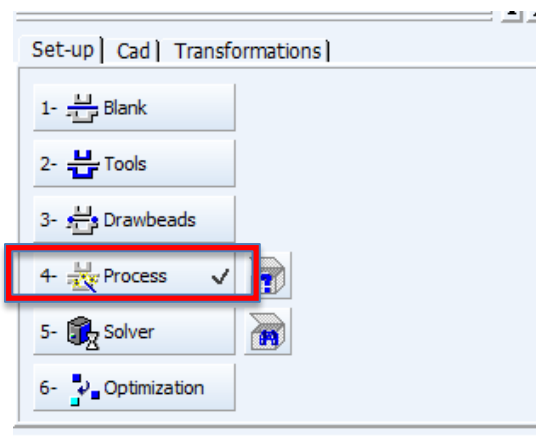 Set-up Cad Transformations
1- Blank
2- Tools
3- Drawbeads
4- Process
5- Solver
6- Optimization